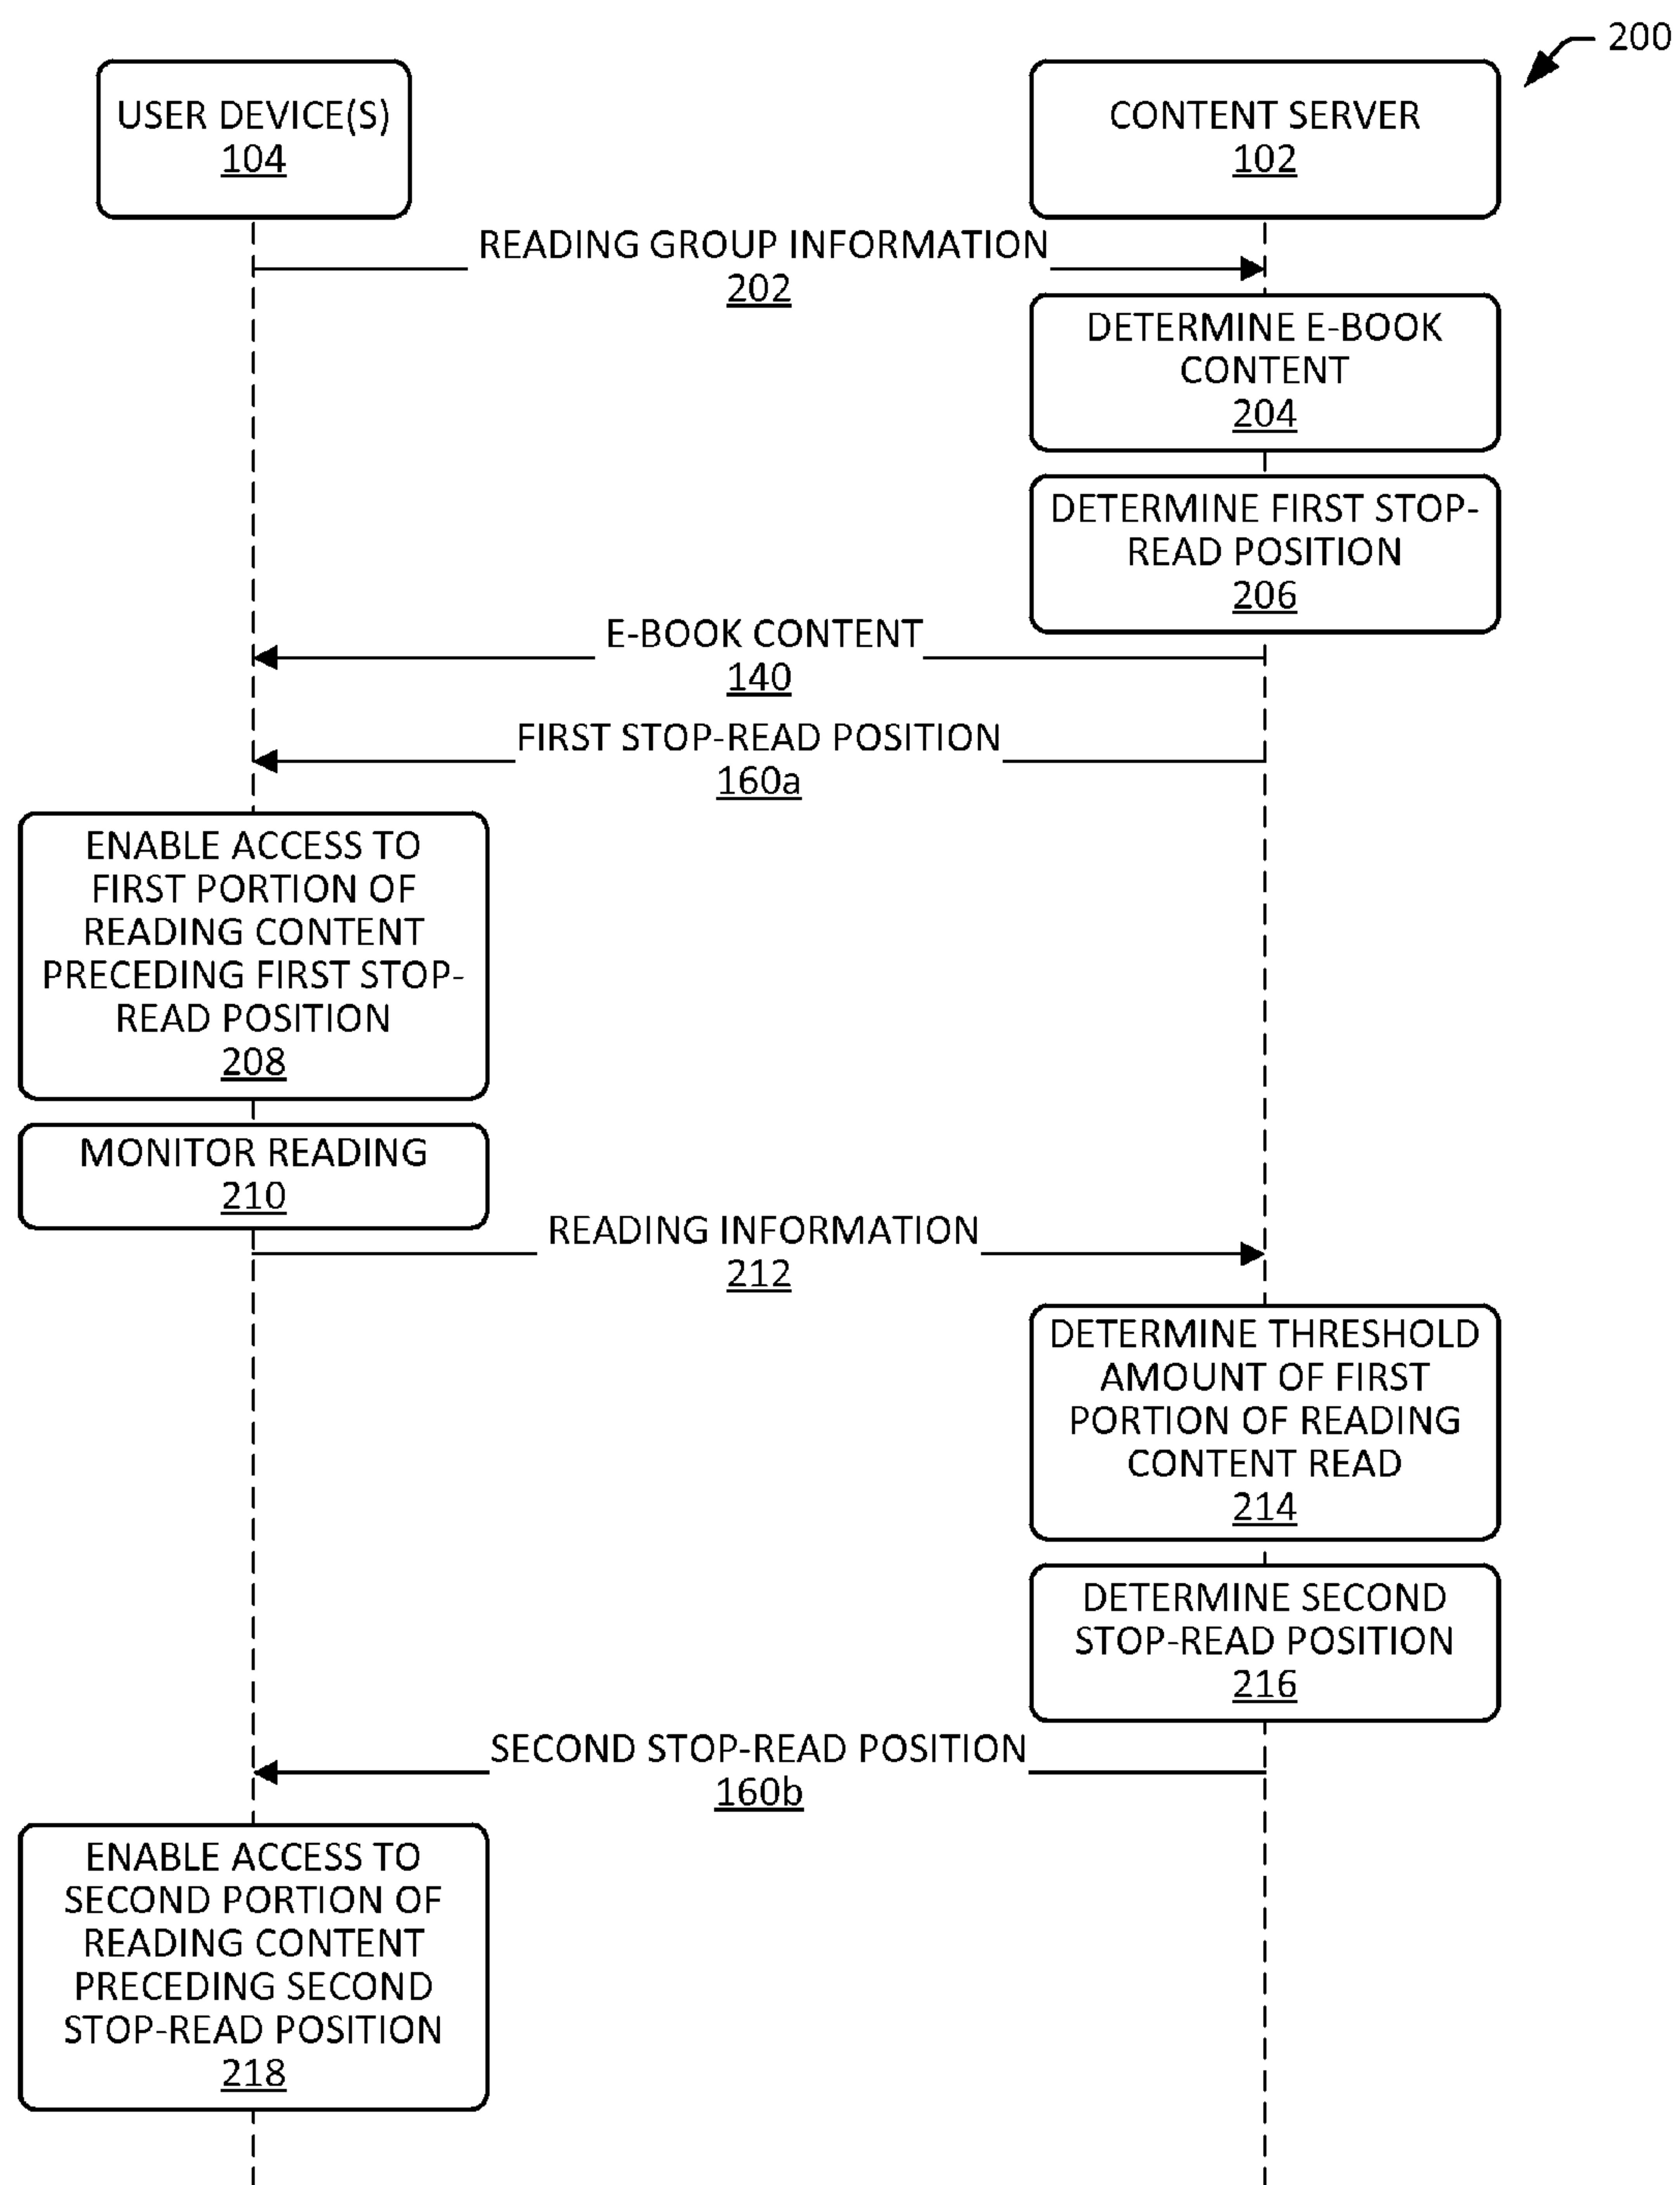 200
USER DEVICE(S)
104
CONTENT SERVER
102
READING GROUP INFORMATION
202
DETERMINE E-BOOK
CONTENT
204
DETERMINE FIRST STOP-
READ POSITION
206
E-BOOK CONTENT
140
FIRST STOP-READ POSITION
160a
ENABLE ACCESS TO
FIRST PORTION OF
READING CONTENT
PRECEDING FIRST STOP-
READ POSITION
208
MONITOR READING
210
READING INFORMATION
212
DETERMINE THRESHOLD
AMOUNT OF FIRST
PORTION OF READING
CONTENT READ
214
DETERMINE SECOND
STOP-READ POSITION
216
SECOND STOP-READ POSITION
160b
ENABLE ACCESS TO
SECOND PORTION OF
READING CONTENT
PRECEDING SECOND
STOP-READ POSITION
218